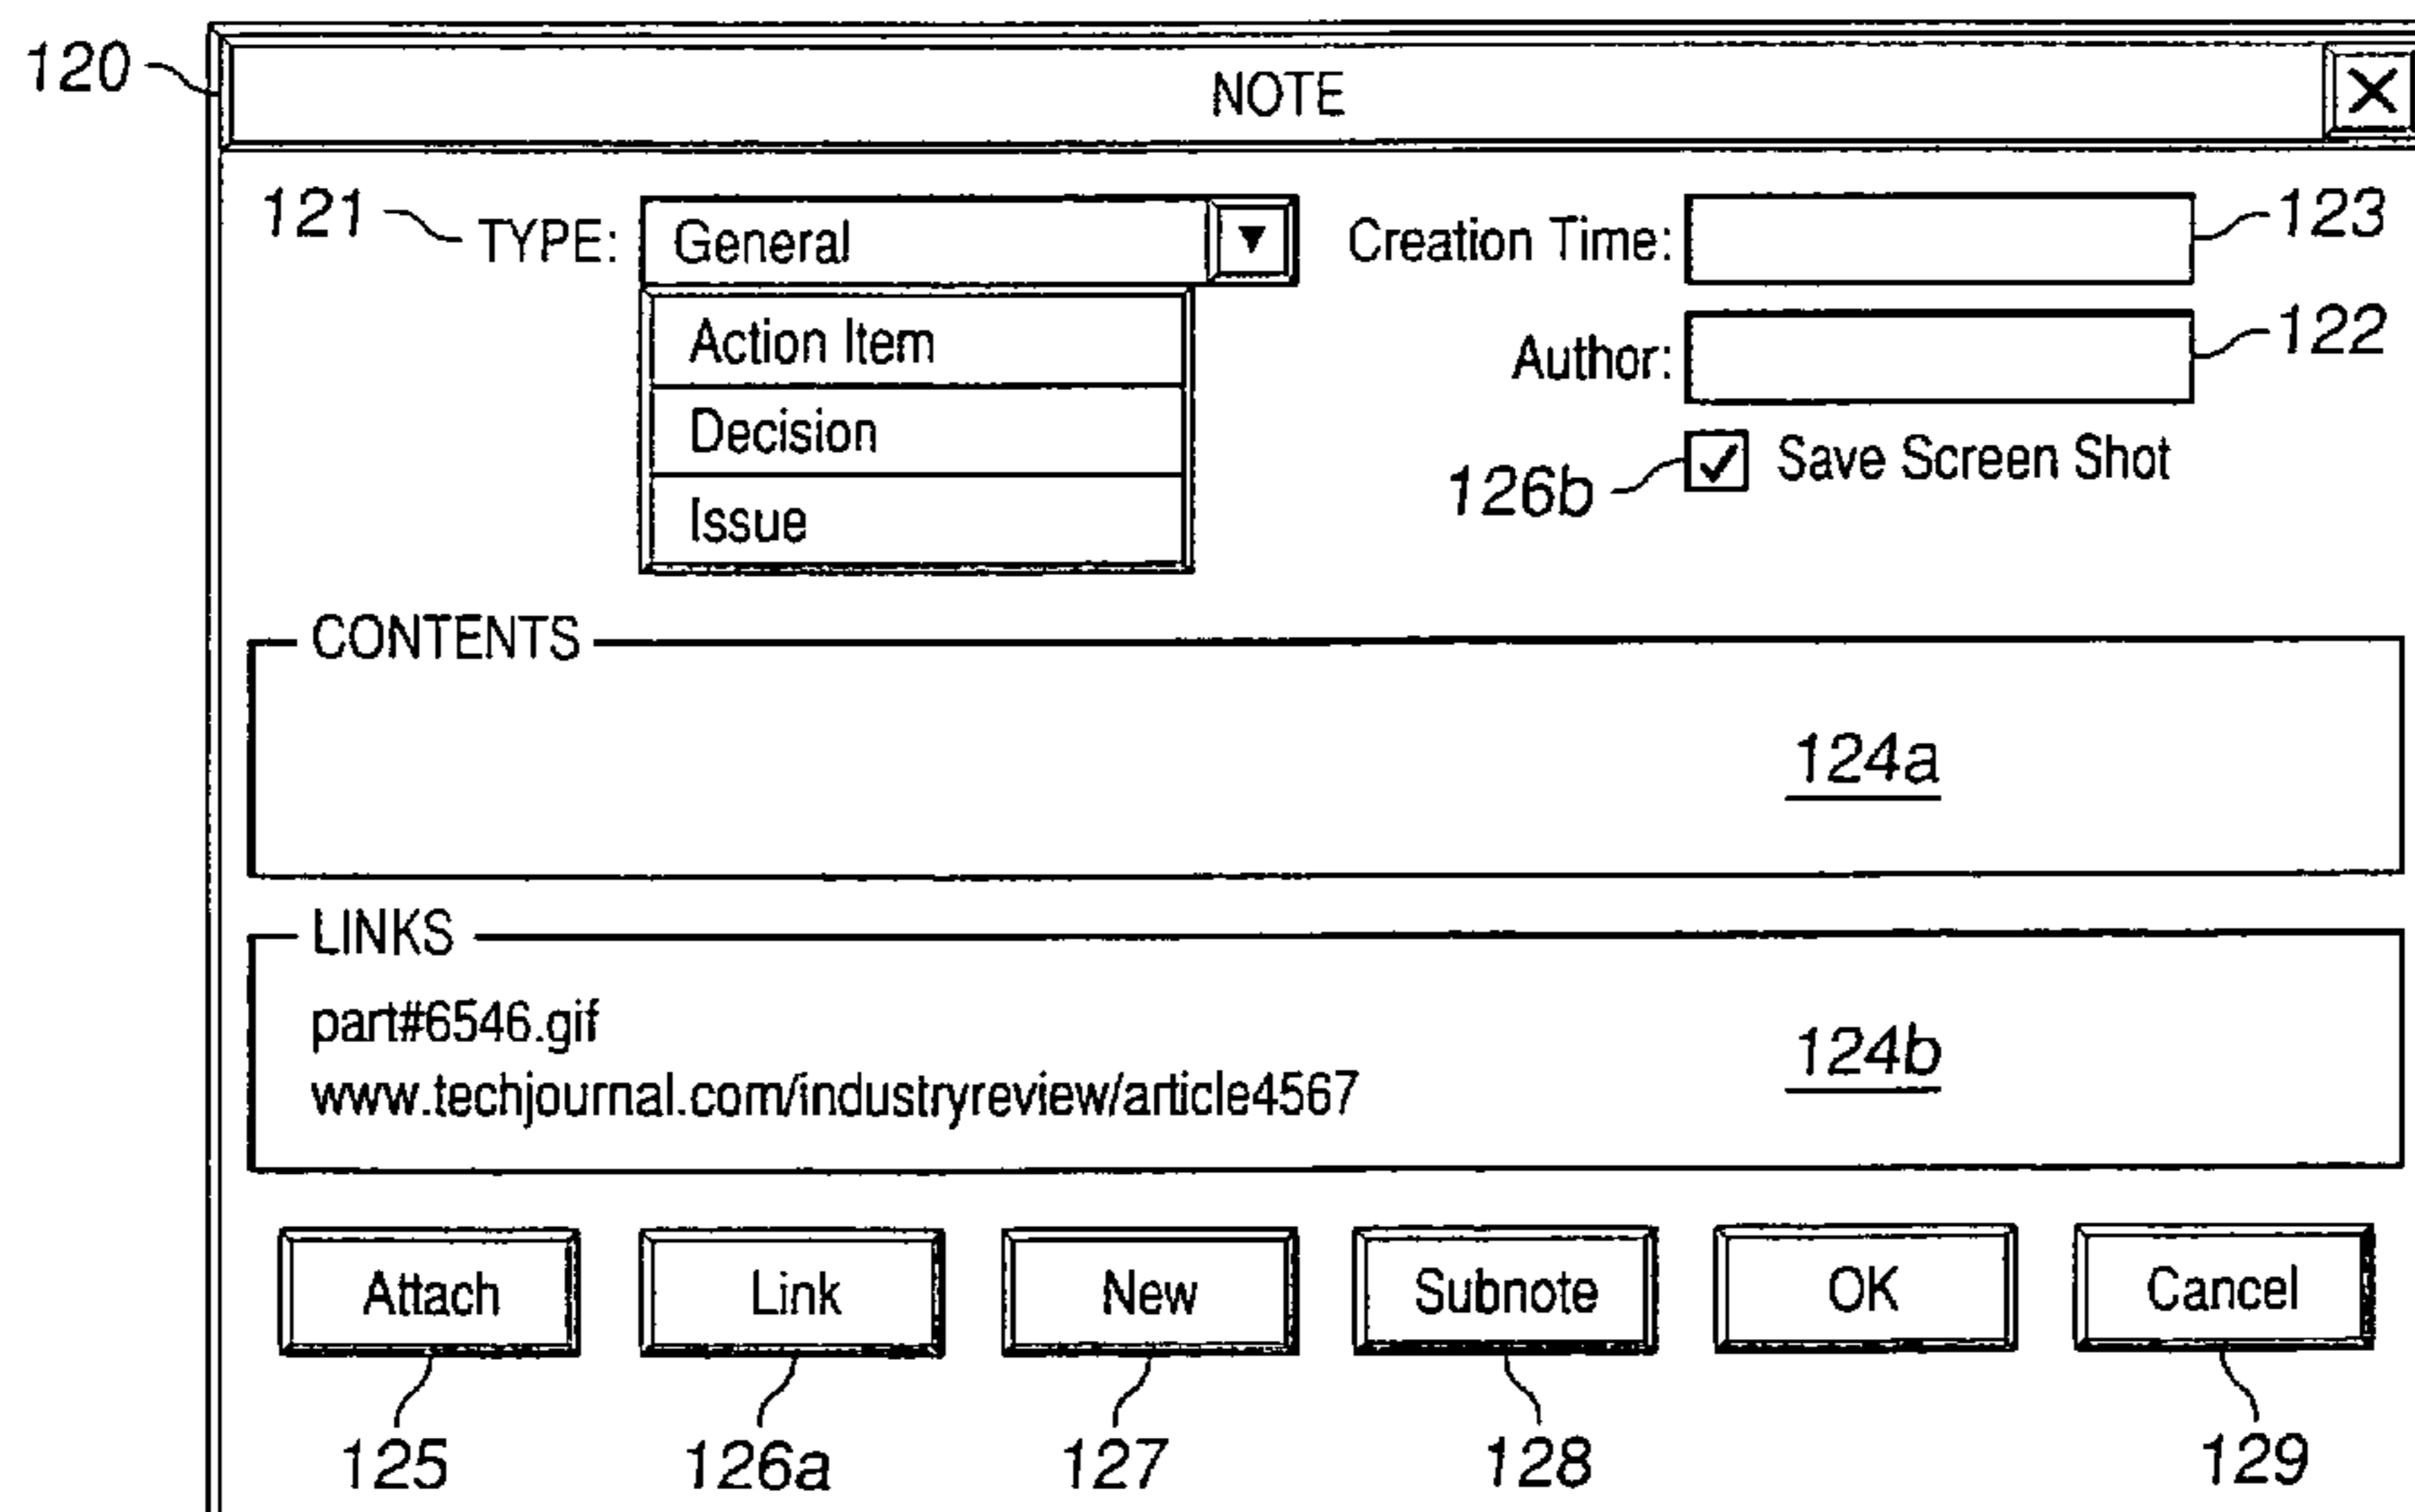 120 NOTE X
121 TYPE: General ▼ Creation Time: 123
Action Item Author: 122
Decision 126b ✓ Save Screen Shot
Issue
CONTENTS
124a
LINKS
part#6546.gif 124b
www.techjournal.com/industryreview/article4567
Attach Link New Subnote OK Cancel
125 126a 127 128 129